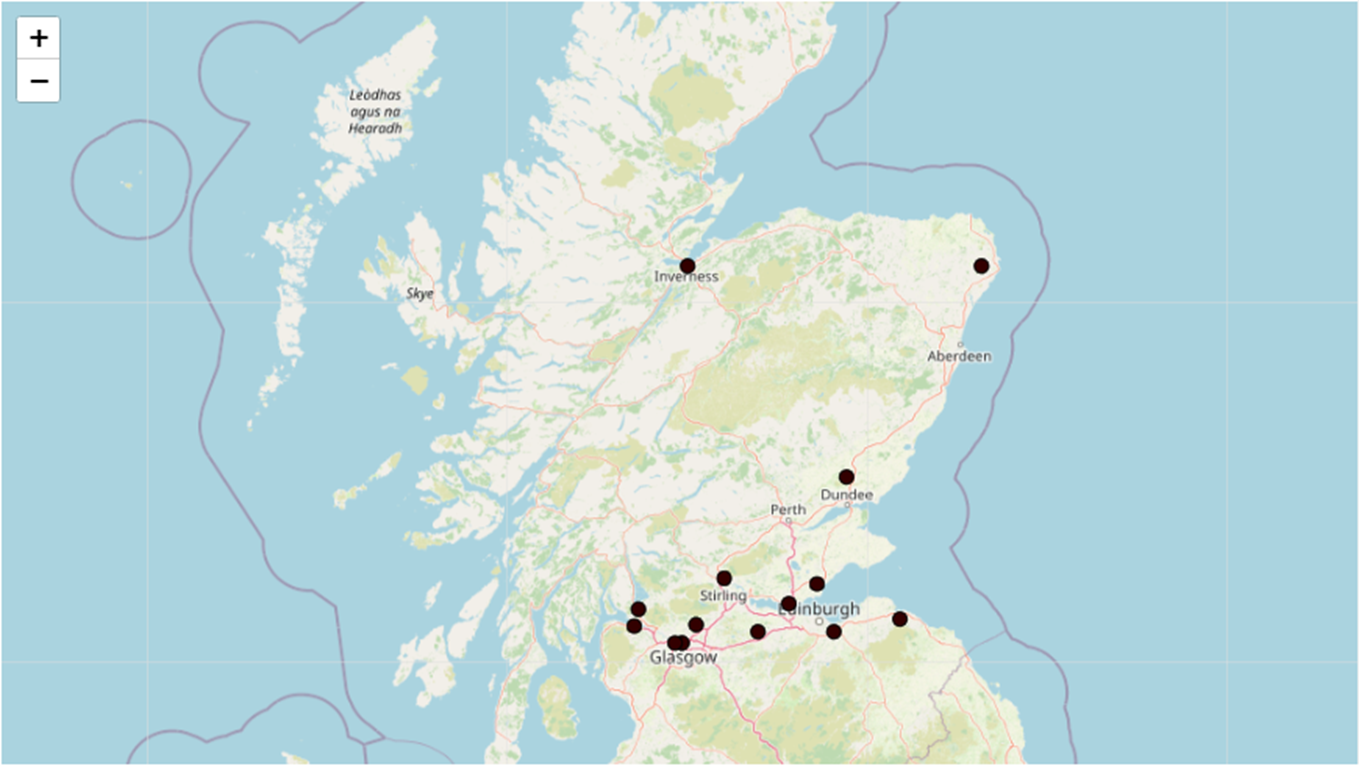 +
−
Leòdhas
agus na
Hearadh
Skye
Inverness
Aberdeen
Dundee
Perth
Stirling
Edinburgh
Glasgow